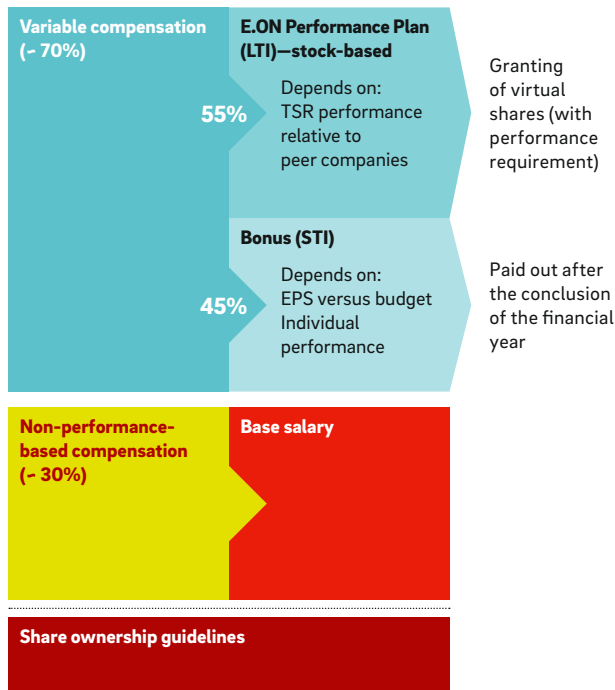 Variable compensation
(~ 70%)
55%
45%
E.ON Performance Plan
(LTI)—stock-based
Depends on:
TSR performance
relative to
peer companies
Granting
of virtual
shares (with
performance
requirement)
Bonus (STI)
Depends on:
EPS versus budget
Individual
performance
Paid out after
the conclusion
of the financial
year
Non-performance-
based compensation
(~ 30%)
Base salary
Share ownership guidelines